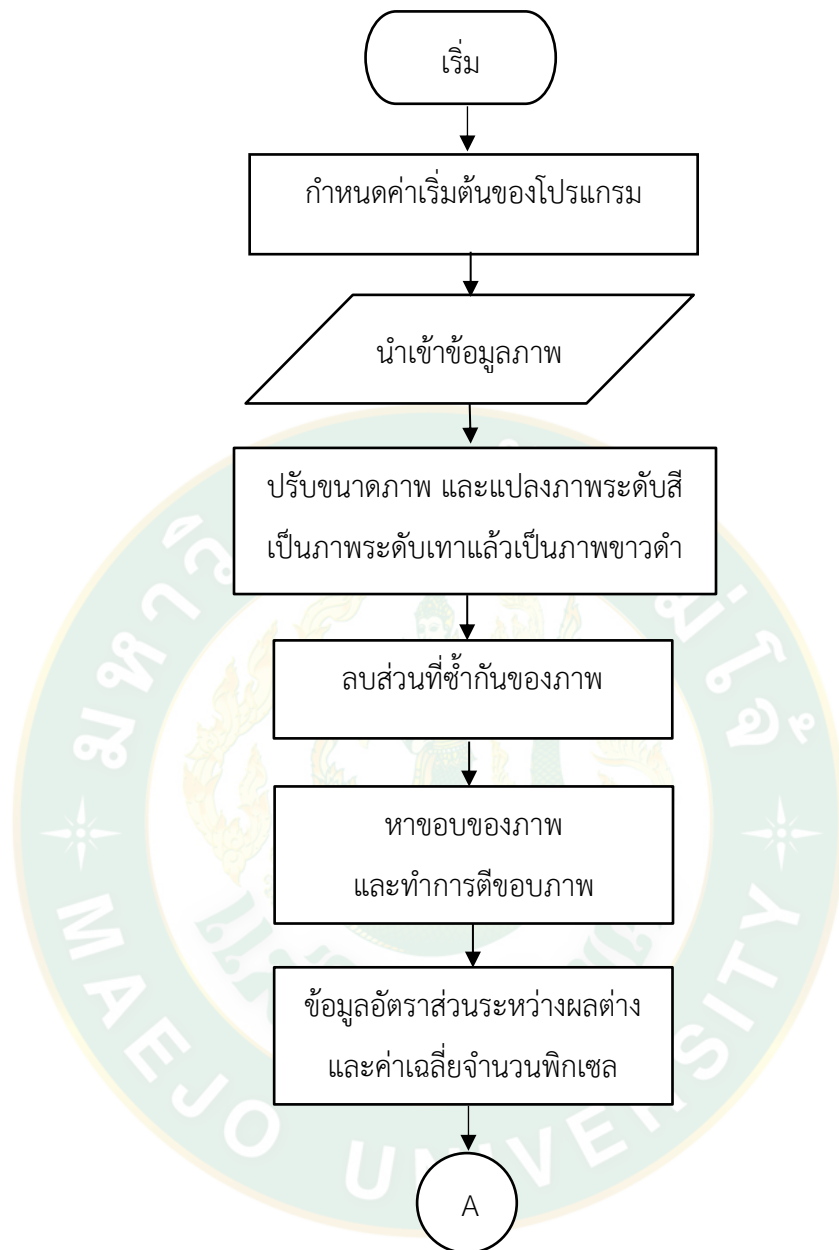 เริ่ม
กำหนดค่าเริ่มต้นของโปรแกรม
นำเข้าข้อมูลภาพ
ปรับขนาดภาพ และแปลงภาพระดับสี
เป็นภาพระดับเทาแล้วเป็นภาพขาวดำ
ลบส่วนที่ซ้ำกันของภาพ
หาขอบของภาพ
และทำการตีขอบภาพ
ข้อมูลอัตราส่วนระหว่างผลต่าง
และค่าเฉลี่ยจำนวนพิกเซล
A
MAEJO UNIVERSITY